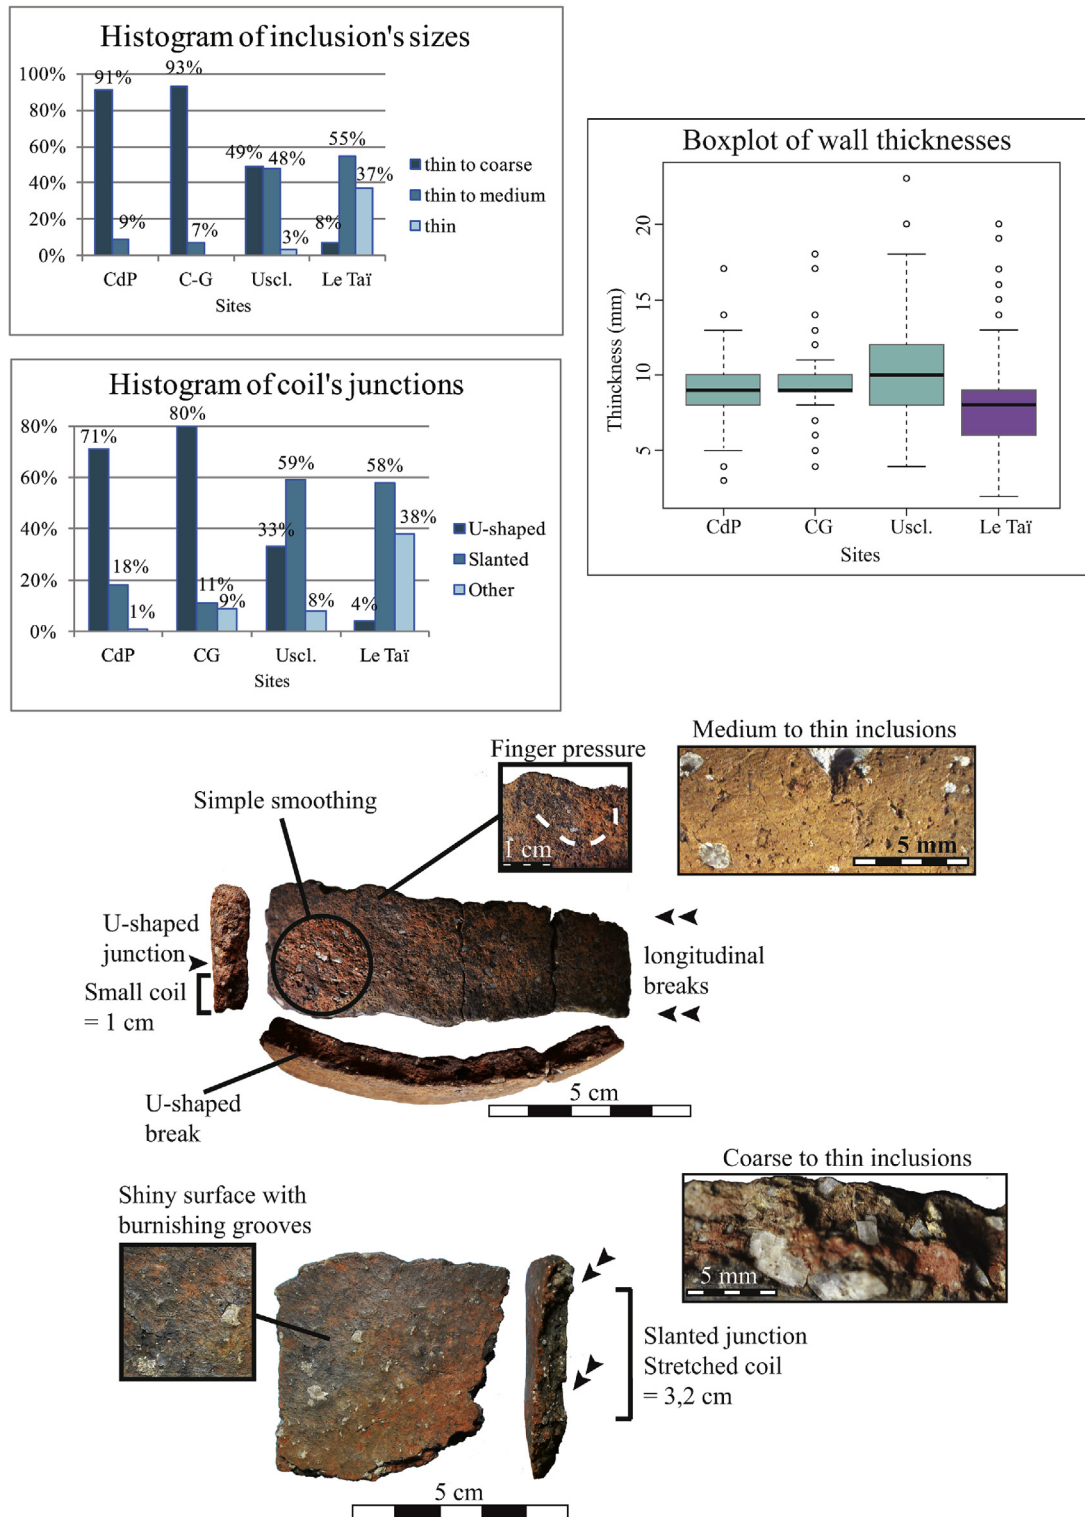 Histogram of inclusion's sizes
100%
80%
60%
40%
20%
0%
91%
9%
93%
7%
49%
48%
3%
8%
55%
37%
CdP
C-G
Uscl.
Le Taï
Sites
thin to coarse
thin to medium
thin
Boxplot of wall thicknesses
Thinckness (mm)
20
15
10
5
CdP
CG
Uscl.
Le Taï
Sites
Histogram of coil's junctions
80%
60%
40%
20%
0%
71%
18%
1%
80%
11%
9%
33%
59%
8%
4%
58%
38%
CdP
CG
Uscl.
Le Taï
Sites
U-shaped
Slanted
Other
Finger pressure
1 cm
Medium to thin inclusions
5 mm
Simple smoothing
U-shaped
junction
Small coil
= 1 cm
longitudinal
breaks
U-shaped
break
5 cm
Coarse to thin inclusions
5 mm
Shiny surface with
burnishing grooves
Slanted junction
Stretched coil
= 3,2 cm
5 cm